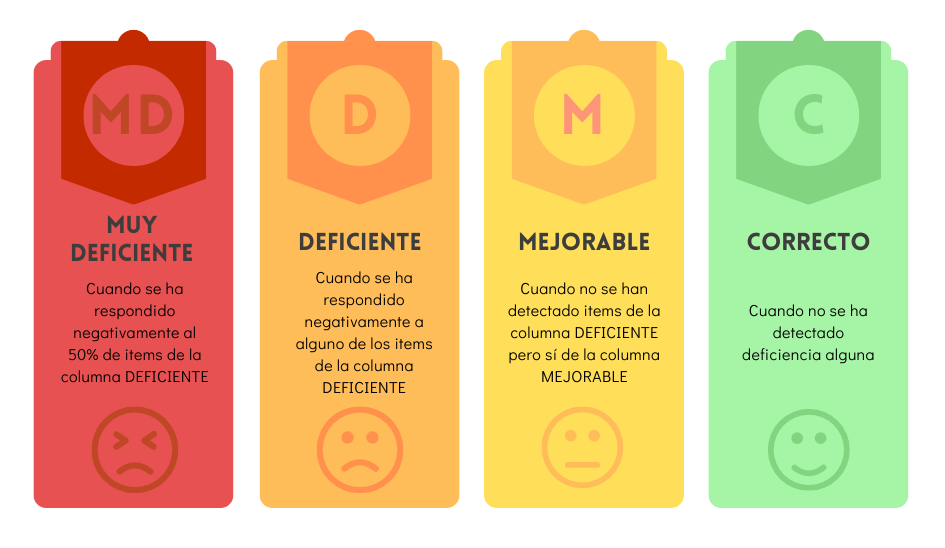 MD
MUY
DEFICIENTE
Cuando se ha
respondido
negativamente al
50% de items de la
columna DEFICIENTE
D
DEFICIENTE
Cuando se ha
respondido
negativamente a
alguno de los items
de la columna
DEFICIENTE
M
MEJORABLE
Cuando no se han
detectado items de la
columna DEFICIENTE
pero sí de la columna
MEJORABLE
C
CORRECTO
Cuando no se ha
detectado
deficiencia alguna